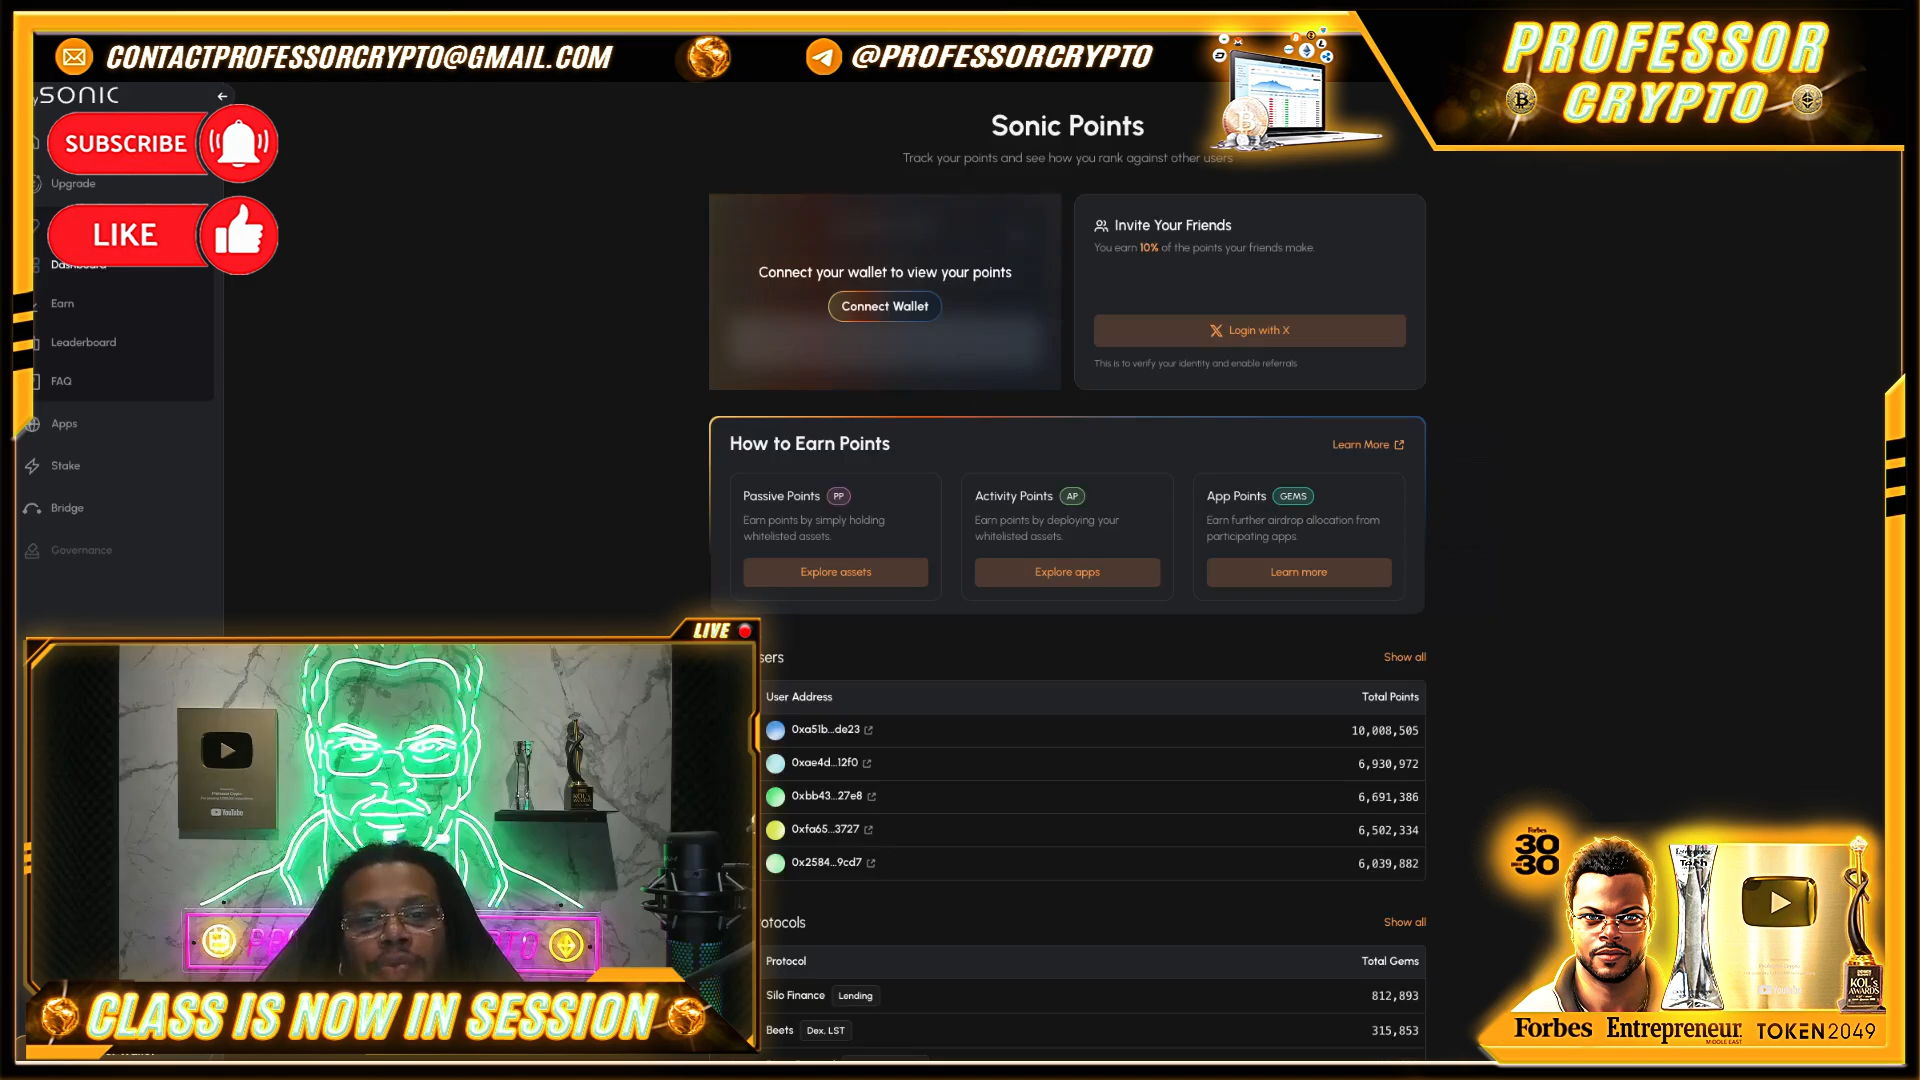 CONTACTPROFESSORCRYPTO@GMAIL.COM
@PROFESSORCRYPTO
PROFESSOR
CRYPTO
SONIC
SUBSCRIBE
Upgrade
LIKE
Dashboard
Earn
Leaderboard
FAQ
Apps
Stake
Bridge
Governance
Sonic Points
Track your points and see how you rank against other users
Connect your wallet to view your points
Connect Wallet
Invite Your Friends
You earn 10% of the points your friends make.
Login with X
This is to verify your identity and enable referrals
How to Earn Points
Learn More
Passive Points PP
Earn points by simply holding
whitelisted assets.
Explore assets
Activity Points AP
Earn points by deploying your
whitelisted assets.
Explore apps
App Points GEMS
Earn further airdrop allocation from
participating apps.
Learn more
sers
Show all
User Address
Total Points
0xa51b...de23
10,008,505
0xae4d...12f0
6,930,972
0xbb43...27e8
6,691,386
0xfa65...3727
6,502,334
0x2584...9cd7
6,039,882
otocols
Show all
Protocol
Total Gems
Silo Finance Lending
812,893
Beets Dex, LST
315,853
LIVE
YouTube
CLASS IS NOW IN SESSION
Forbes
30
30
KOL's
AWARDS
Forbes Entrepreneur MIDDLE EAST TOKEN2049